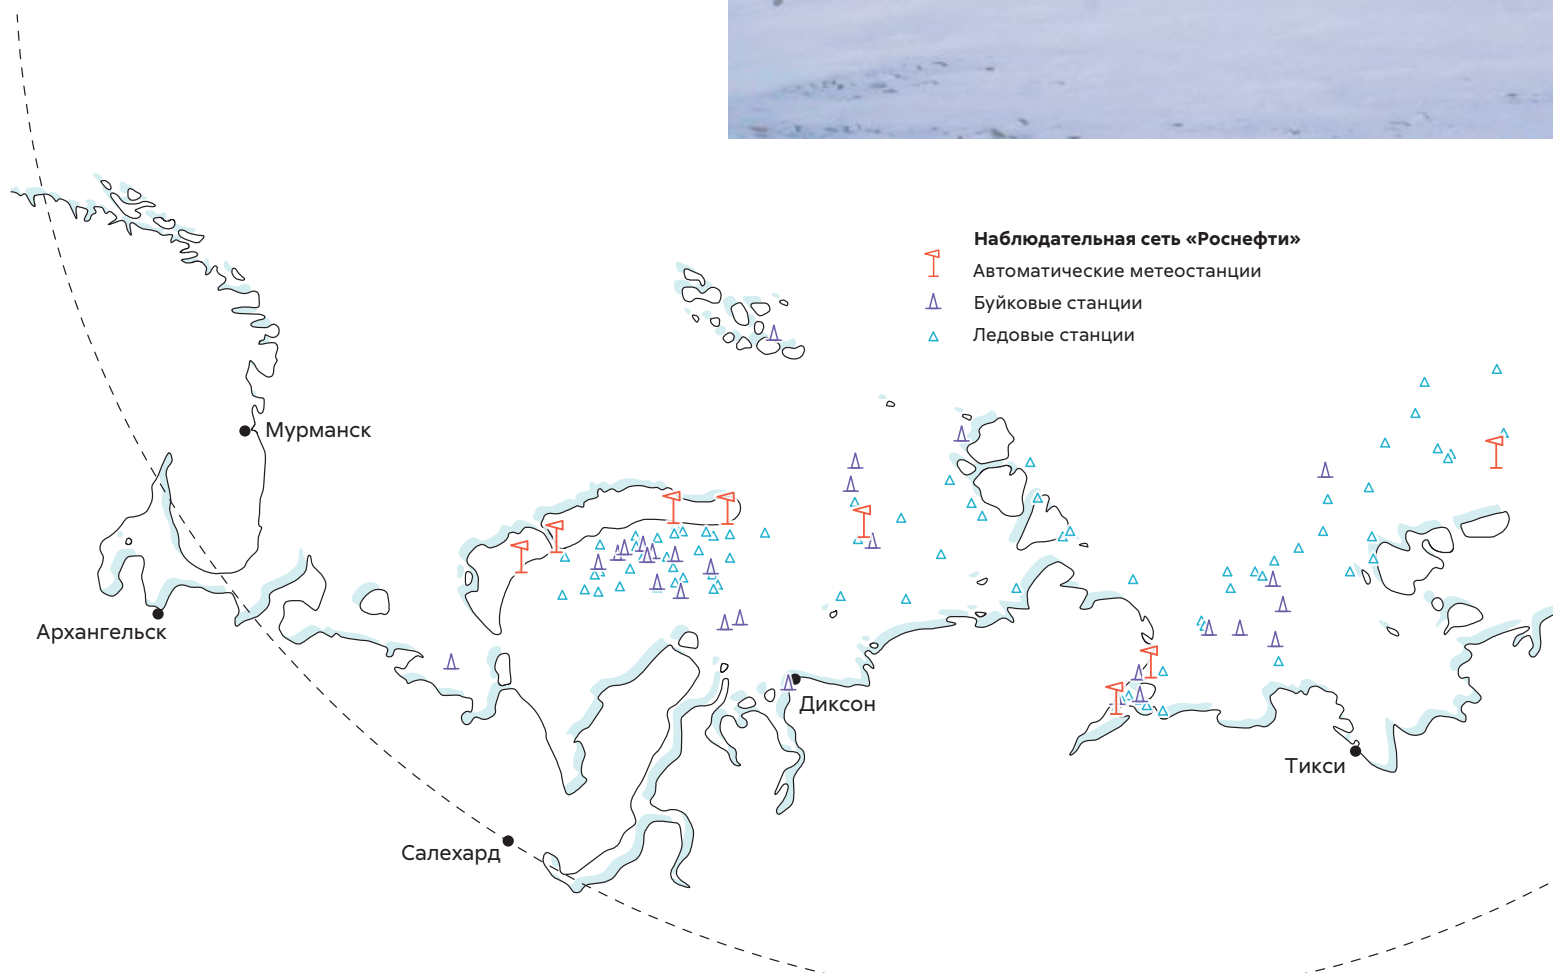 Наблюдательная сеть «Роснефти»
Автоматические метеостанции
Буйковые станции
Ледовые станции
Мурманск
Архангельск
Диксон
Тикси
Салехард